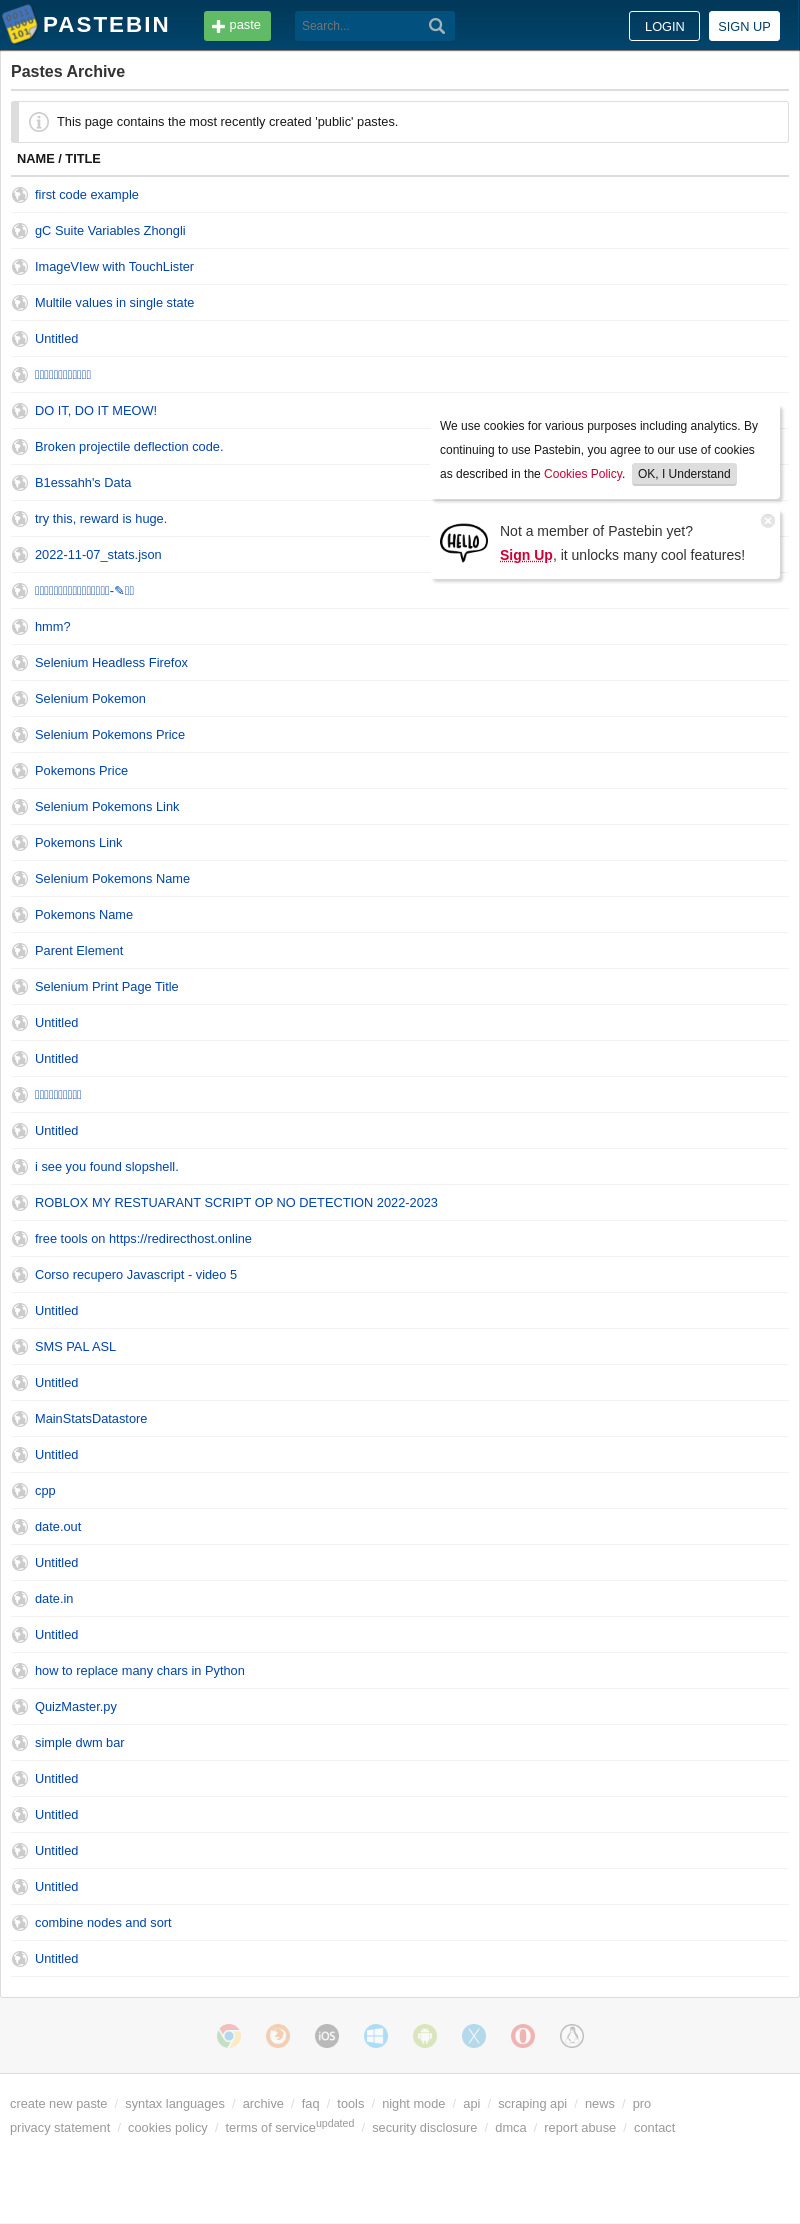 PASTEBIN
paste
Search...
LOGIN
SIGN UP
Pastes Archive
This page contains the most recently created 'public' pastes.
NAME / TITLE
first code example
gC Suite Variables Zhongli
ImageVIew with TouchLister
Multile values in single state
Untitled
DO IT, DO IT MEOW!
Broken projectile deflection code.
B1essahh's Data
try this, reward is huge.
2022-11-07_stats.json
We use cookies for various purposes including analytics. By
continuing to use Pastebin, you agree to our use of cookies
as described in the Cookies Policy. OK, I Understand
HELLO
Not a member of Pastebin yet?
Sign Up, it unlocks many cool features!
hmm?
Selenium Headless Firefox
Selenium Pokemon
Selenium Pokemons Price
Pokemons Price
Selenium Pokemons Link
Pokemons Link
Selenium Pokemons Name
Pokemons Name
Parent Element
Selenium Print Page Title
Untitled
Untitled
Untitled
i see you found slopshell.
ROBLOX MY RESTUARANT SCRIPT OP NO DETECTION 2022-2023
free tools on https://redirecthost.online
Corso recupero Javascript - video 5
Untitled
SMS PAL ASL
Untitled
MainStatsDatastore
Untitled
cpp
date.out
Untitled
date.in
Untitled
how to replace many chars in Python
QuizMaster.py
simple dwm bar
Untitled
Untitled
Untitled
Untitled
combine nodes and sort
Untitled
iOS
create new paste / syntax languages / archive / faq / tools / night mode / api / scraping api / news / pro
privacy statement / cookies policy / terms of service updated / security disclosure / dmca / report abuse / contact